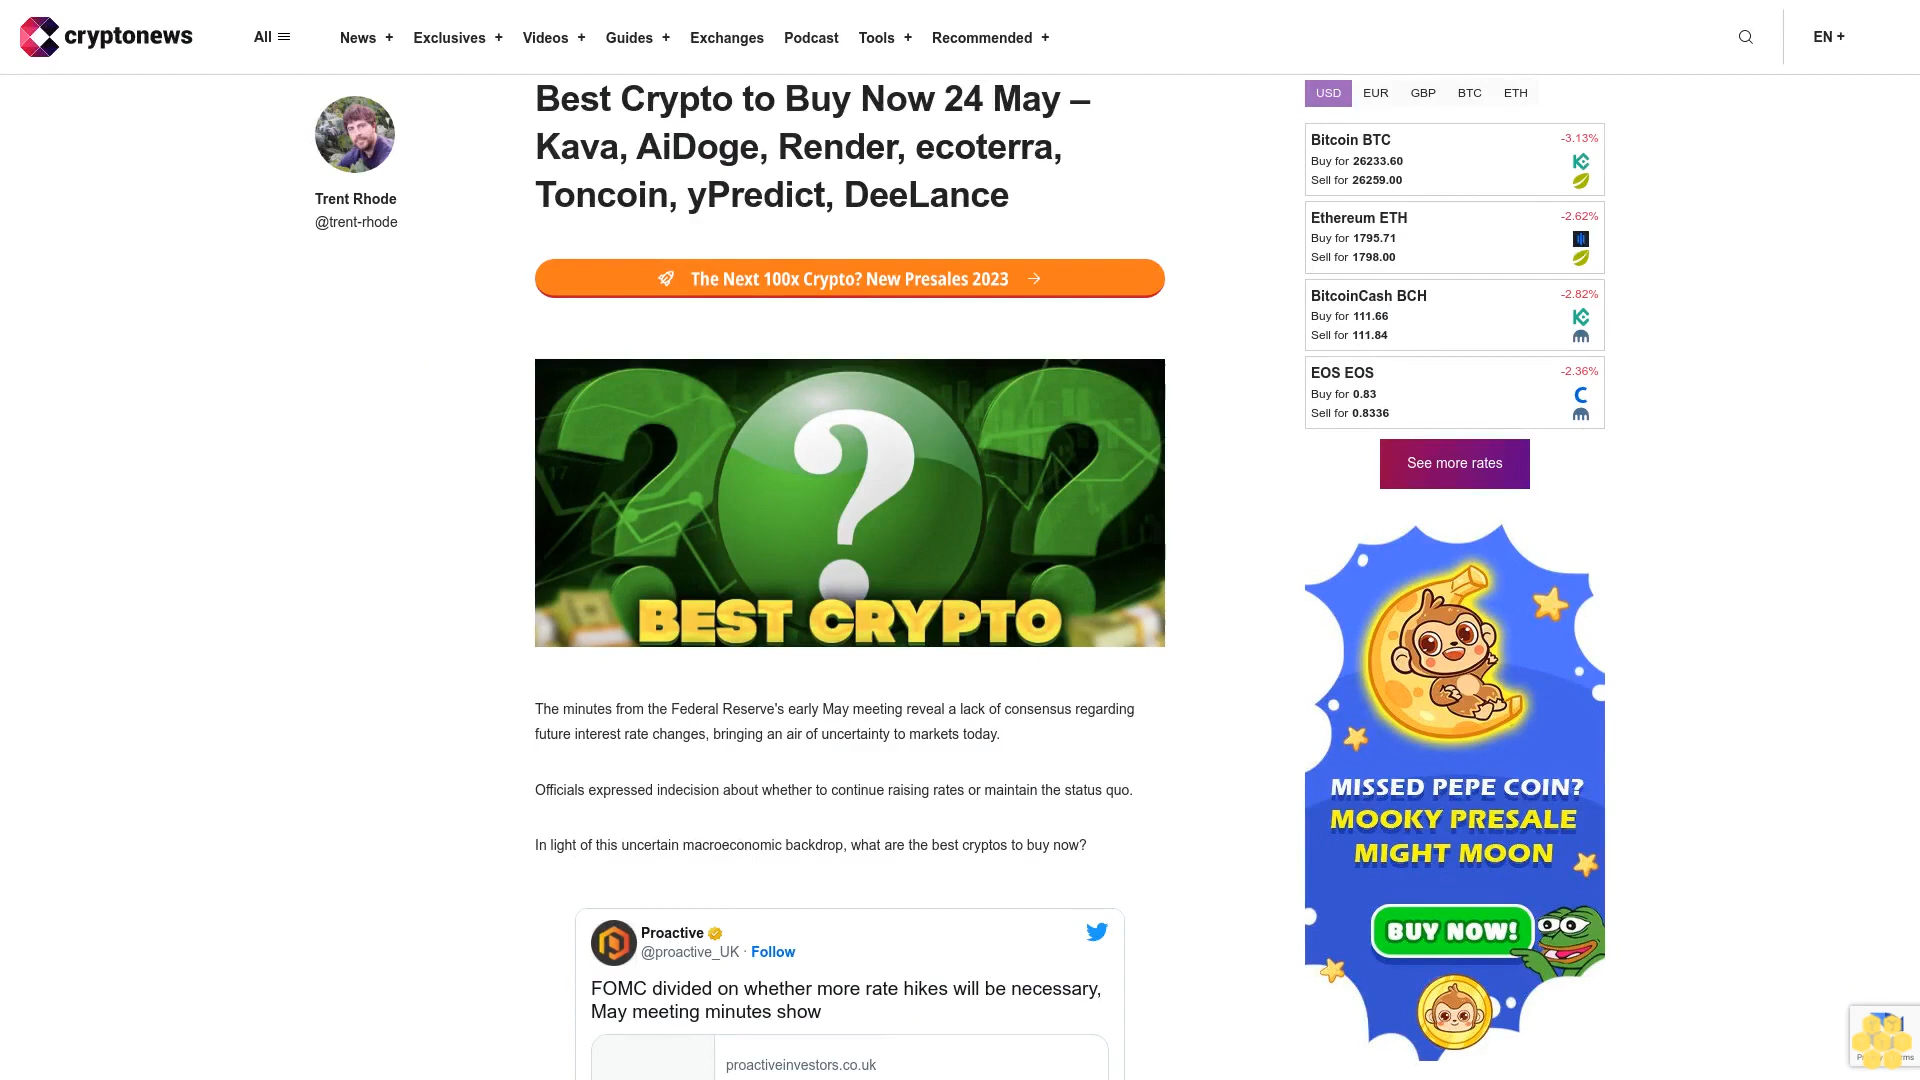 cryptonews
All
News +
Exclusives +
Videos +
Guides +
Exchanges
Podcast
Tools +
Recommended +
EN +
Trent Rhode
@trent-rhode
Best Crypto to Buy Now 24 May –
Kava, AiDoge, Render, ecoterra,
Toncoin, yPredict, DeeLance
The Next 100x Crypto? New Presales 2023
BEST CRYPTO
The minutes from the Federal Reserve's early May meeting reveal a lack of consensus regarding
future interest rate changes, bringing an air of uncertainty to markets today.
Officials expressed indecision about whether to continue raising rates or maintain the status quo.
In light of this uncertain macroeconomic backdrop, what are the best cryptos to buy now?
Proactive
@proactive_UK · Follow
FOMC divided on whether more rate hikes will be necessary,
May meeting minutes show
proactiveinvestors.co.uk
USD EUR GBP BTC ETH
Bitcoin BTC -3.13%
Buy for 26233.60
Sell for 26259.00
Ethereum ETH -2.62%
Buy for 1795.71
Sell for 1798.00
BitcoinCash BCH -2.82%
Buy for 111.66
Sell for 111.84
EOS EOS -2.36%
Buy for 0.83
Sell for 0.8336
See more rates
MISSED PEPE COIN?
MOOKY PRESALE
MIGHT MOON
BUY NOW!